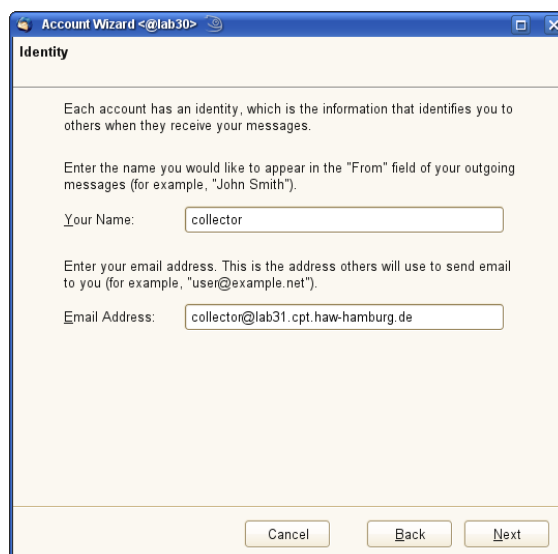 Account Wizard <@lab30>
Identity
Each account has an identity, which is the information that identifies you to
others when they receive your messages.
Enter the name you would like to appear in the "From" field of your outgoing
messages (for example, "John Smith").
Your Name: collector
Enter your email address. This is the address others will use to send email
to you (for example, "user@example.net").
Email Address: collector@lab31.cpt.haw-hamburg.de
Cancel Back Next